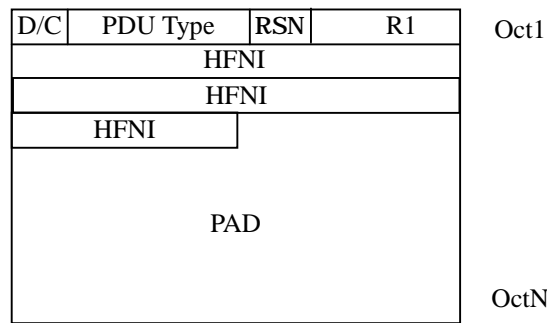 D/C PDU Type RSN R1 Oct1
HFNI
HFNI
HFNI
PAD
OctN